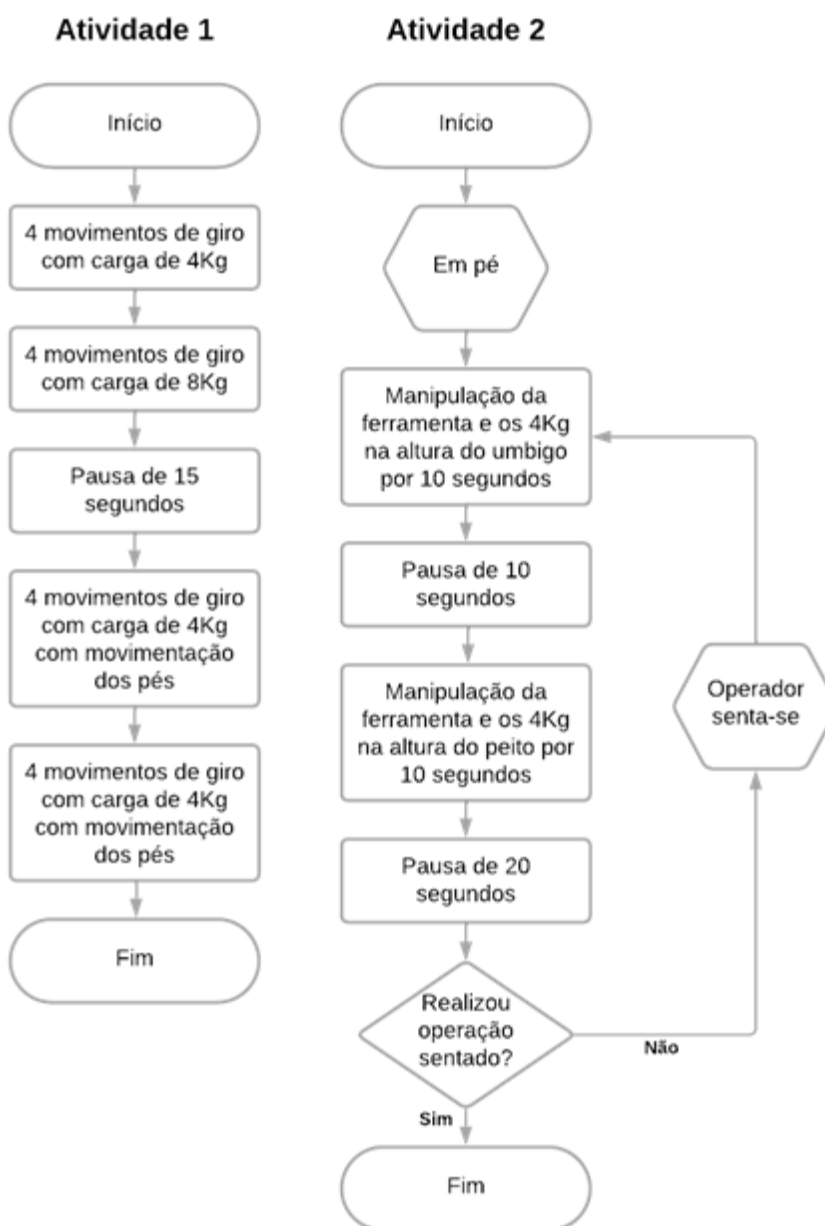 Atividade 1
Início
4 movimentos de giro
com carga de 4Kg
4 movimentos de giro
com carga de 8Kg
Pausa de 15
segundos
4 movimentos de giro
com carga de 4Kg
com movimentação
dos pés
4 movimentos de giro
com carga de 4Kg
com movimentação
dos pés
Fim
Atividade 2
Início
Em pé
Manipulação da
ferramenta e os 4Kg
na altura do umbigo
por 10 segundos
Pausa de 10
segundos
Manipulação da
ferramenta e os 4Kg
na altura do peito por
10 segundos
Pausa de 20
segundos
Realizou
operação
sentado?
Não
Operador
senta-se
Sim
Fim